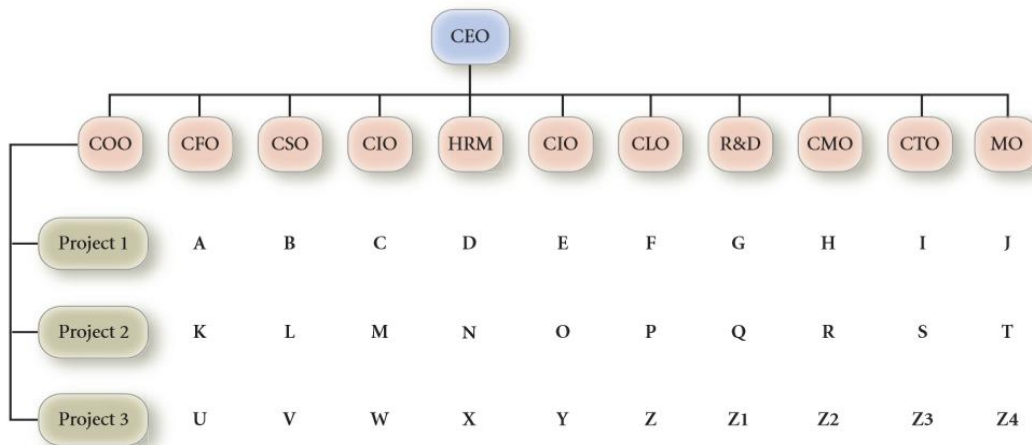 CEO
COO CFO CSO CIO HRM CIO CLO R&D CMO CTO MO
Project 1 A B C D E F G H I J
Project 2 K L M N O P Q R S T
Project 3 U V W X Y Z Z1 Z2 Z3 Z4